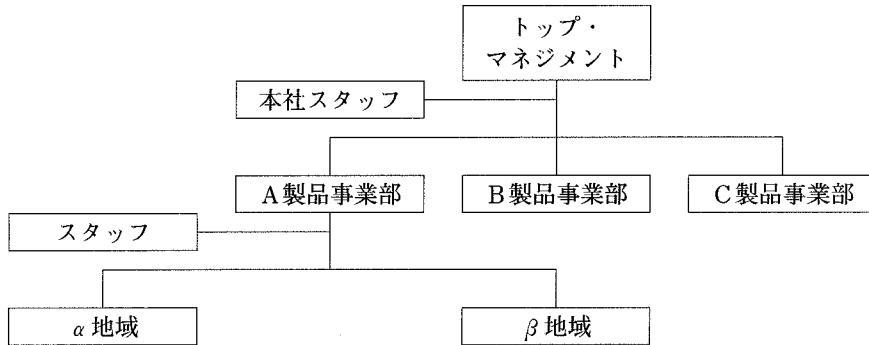 トップ・
マネジメント
本社スタッフ
A製品事業部
B製品事業部
C製品事業部
スタッフ
α地域
β地域